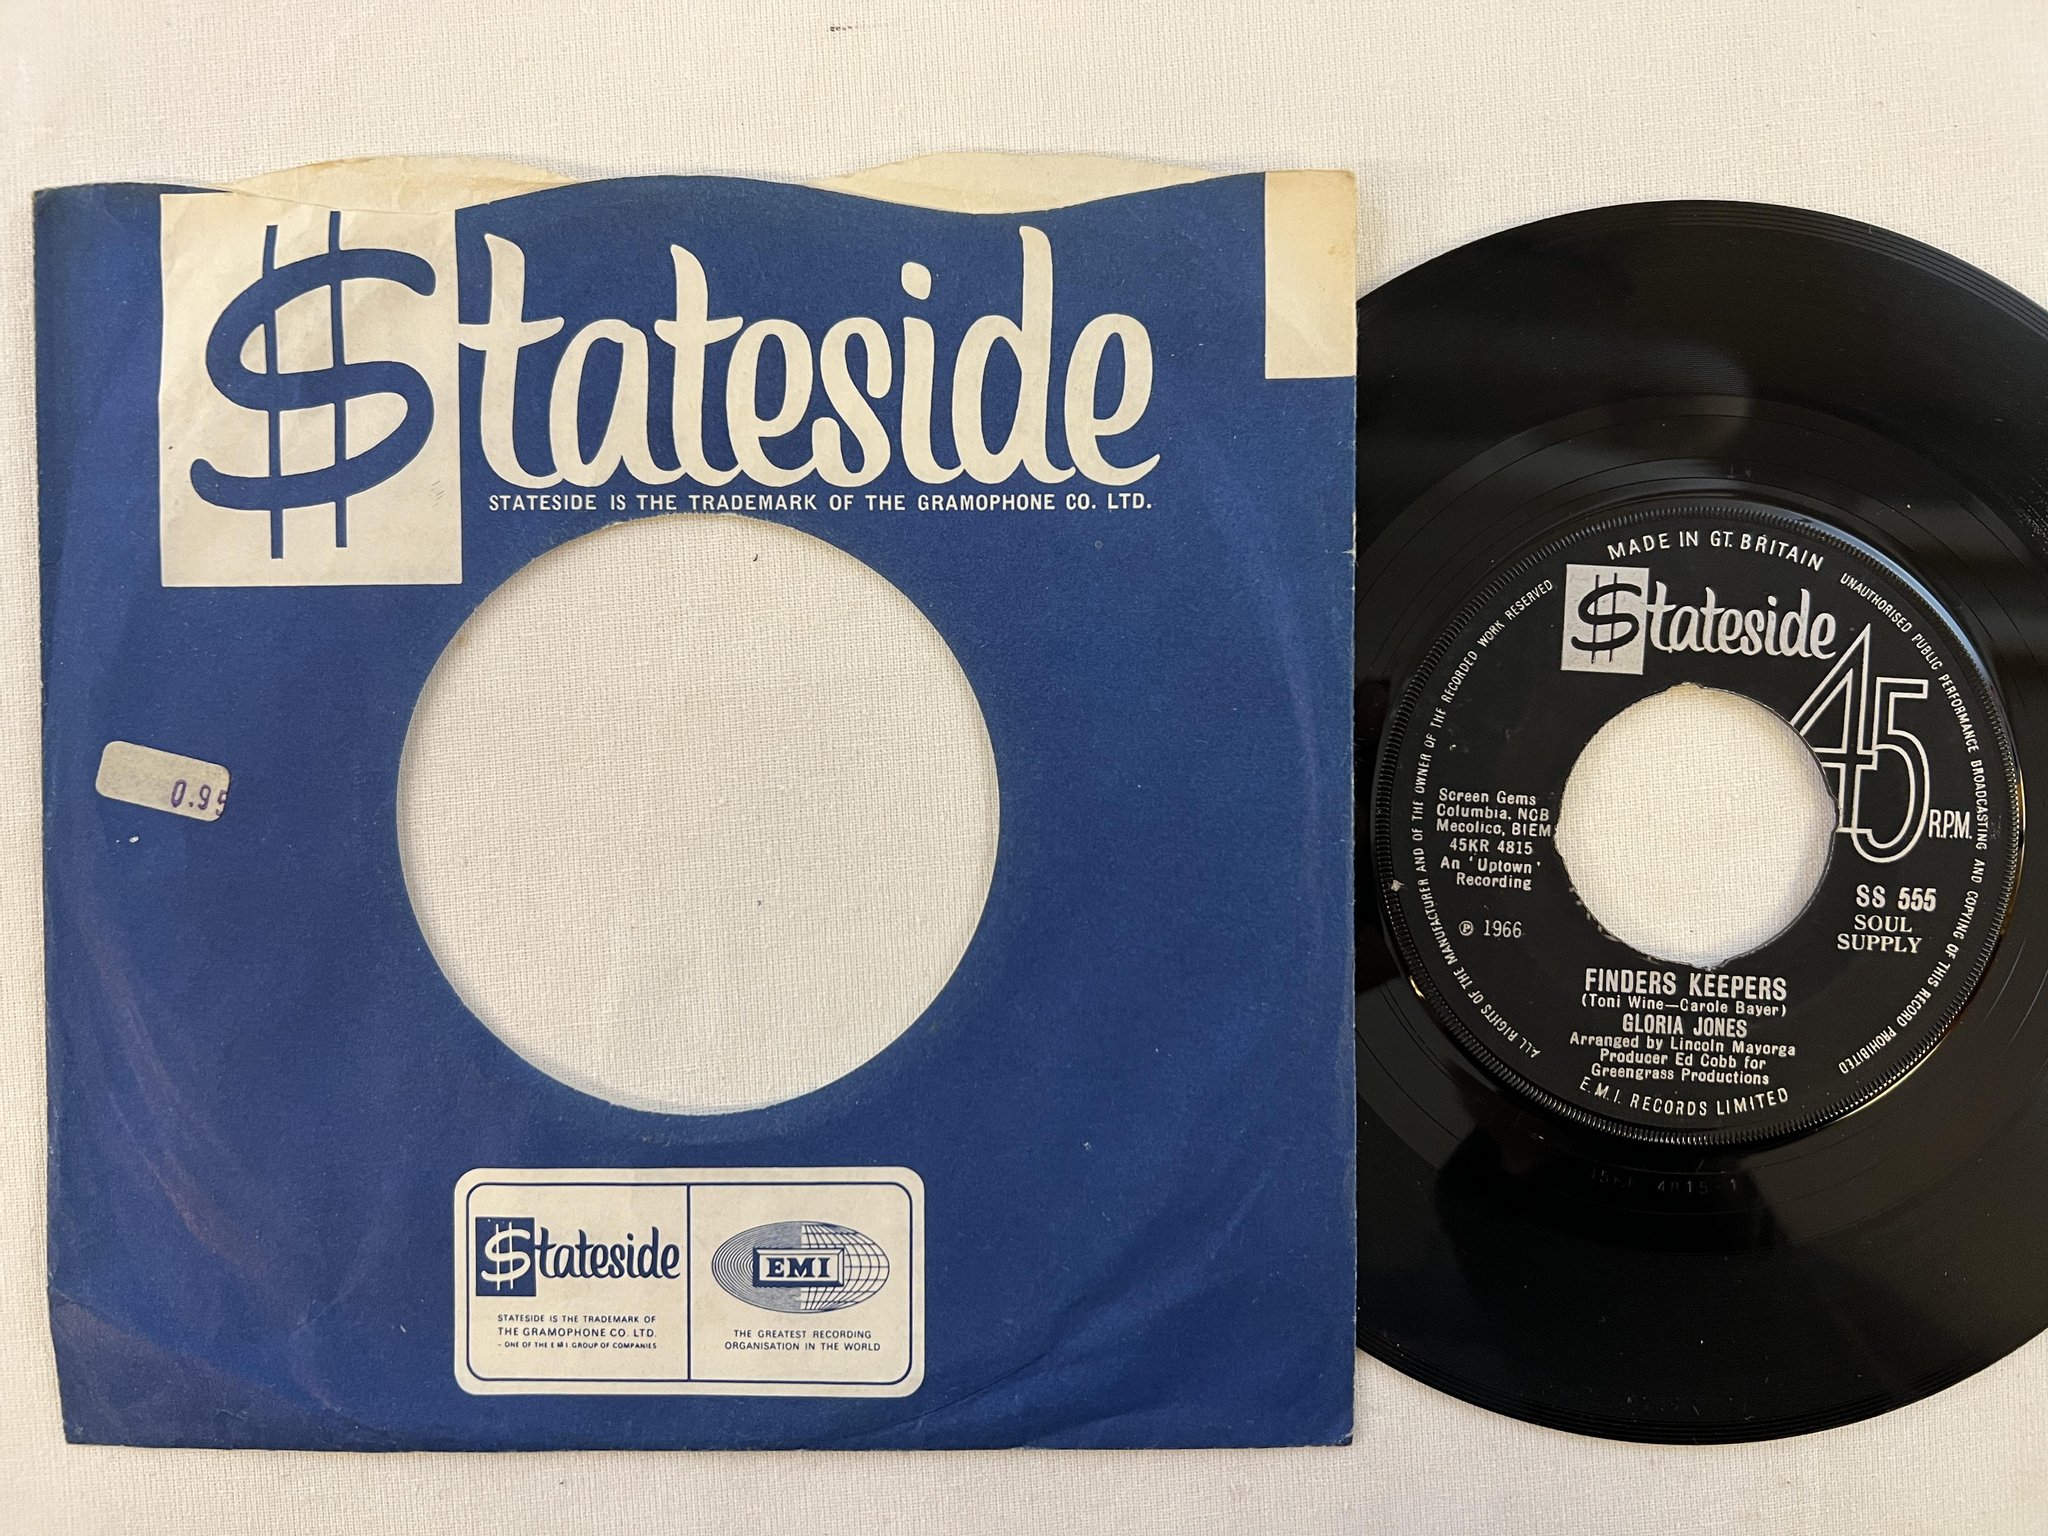 Stateside
STATESIDE IS THE TRADEMARK OF THE GRAMOPHONE CO. LTD.
0.95
Stateside
STATESIDE IS THE TRADEMARK OF
THE GRAMOPHONE CO. LTD.
– ONE OF THE E M I GROUP OF COMPANIES
EMI
THE GREATEST RECORDING
ORGANISATION IN THE WORLD
MADE IN GT. BRITAIN
ALL RIGHTS OF THE MANUFACTURER AND OF THE OWNER OF THE RECORDED WORK RESERVED
UNAUTHORISED PUBLIC PERFORMANCE BROADCASTING AND COPYING OF THIS RECORD PROHIBITED
Stateside
45 R.P.M.
Screen Gems
Columbia, NCB
Mecolico, BIEM
45KR 4815
An 'Uptown'
Recording
℗ 1966
SS 555
SOUL
SUPPLY
FINDERS KEEPERS
(Toni Wine—Carole Bayer)
GLORIA JONES
Arranged by Lincoln Mayorga
Producer Ed Cobb for
Greengrass Productions
E.M.I. RECORDS LIMITED